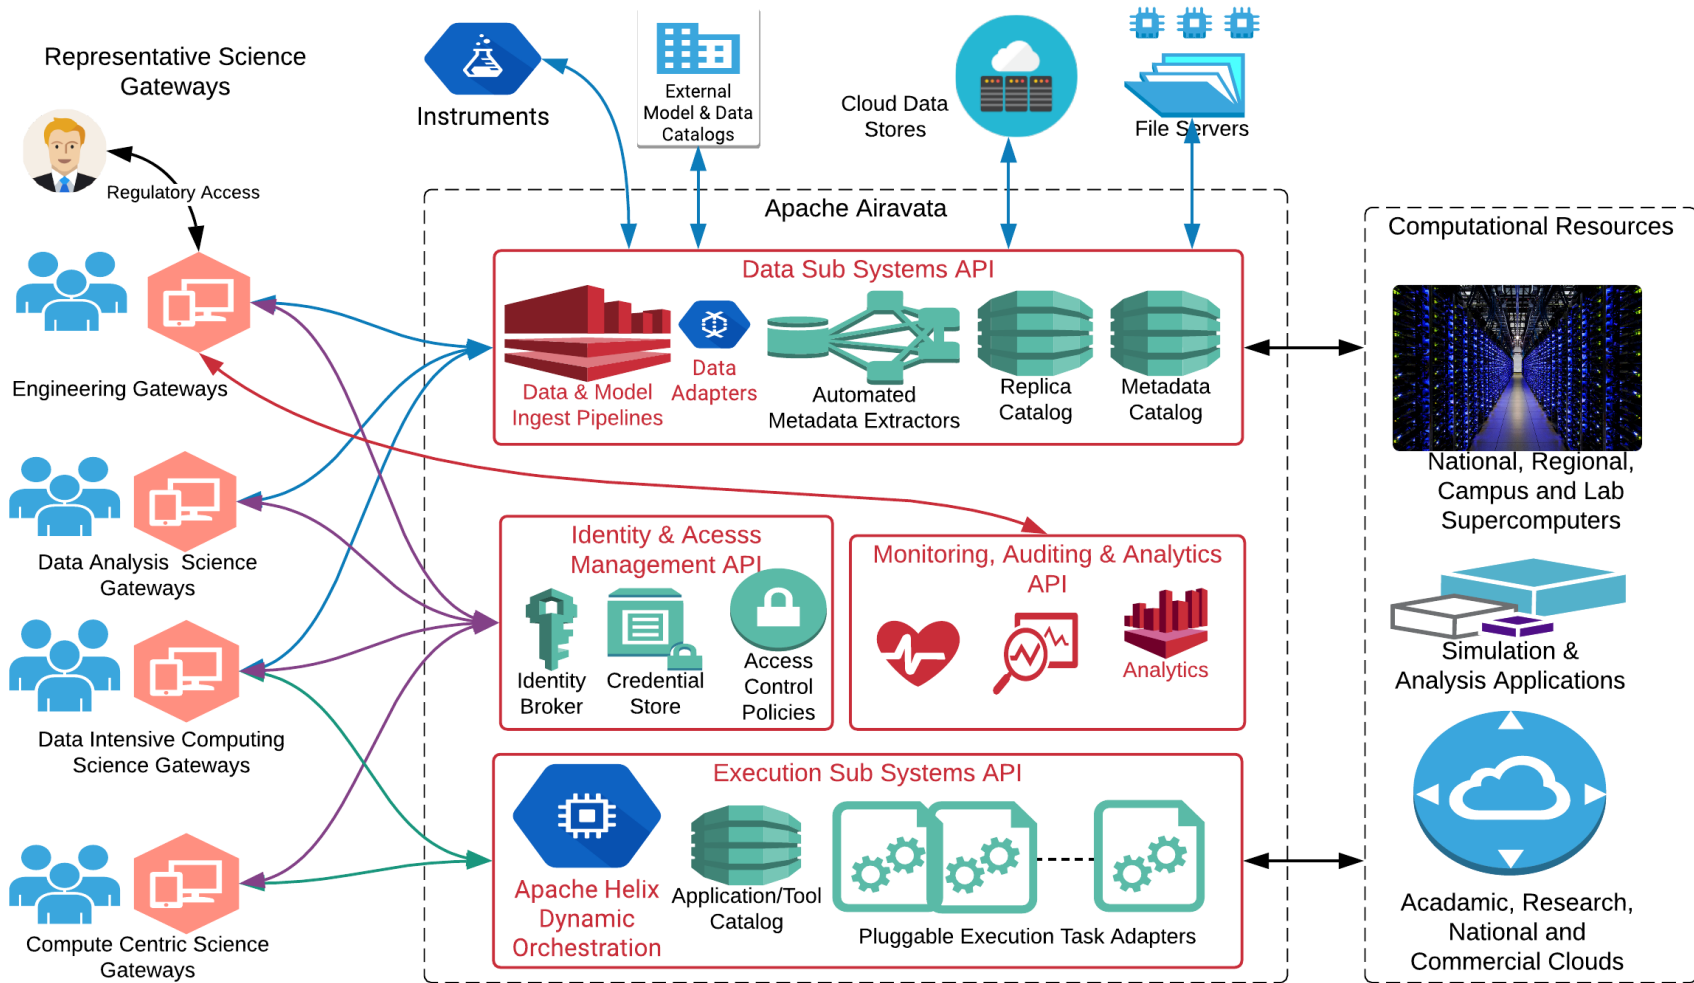 Representative Science
Gateways
Regulatory Access
Engineering Gateways
Data Analysis  Science
Gateways
Data Intensive Computing
Science Gateways
Compute Centric Science
Gateways
Instruments
External
Model & Data
Catalogs
Cloud Data
Stores
File Servers
Apache Airavata
Data Sub Systems API
Data & Model
Ingest Pipelines
Data
Adapters
Automated
Metadata Extractors
Replica
Catalog
Metadata
Catalog
Identity & Acesss
Management API
Identity
Broker
Credential
Store
Access
Control
Policies
Monitoring, Auditing & Analytics
API
Analytics
Execution Sub Systems API
Apache Helix
Dynamic
Orchestration
Application/Tool
Catalog
Pluggable Execution Task Adapters
Computational Resources
National, Regional,
Campus and Lab
Supercomputers
Simulation &
Analysis Applications
Acadamic, Research,
National and
Commercial Clouds